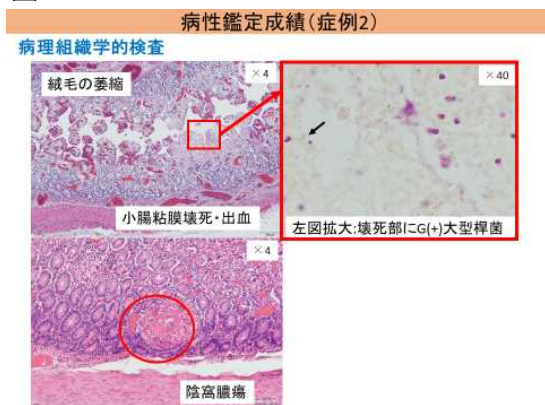 病性鑑定成績(症例2)
病理組織学的検査
絨毛の萎縮
×4
×40
小腸粘膜壊死・出血
左図拡大:壊死部にG(+)大型桿菌
×4
陰窩膿瘍